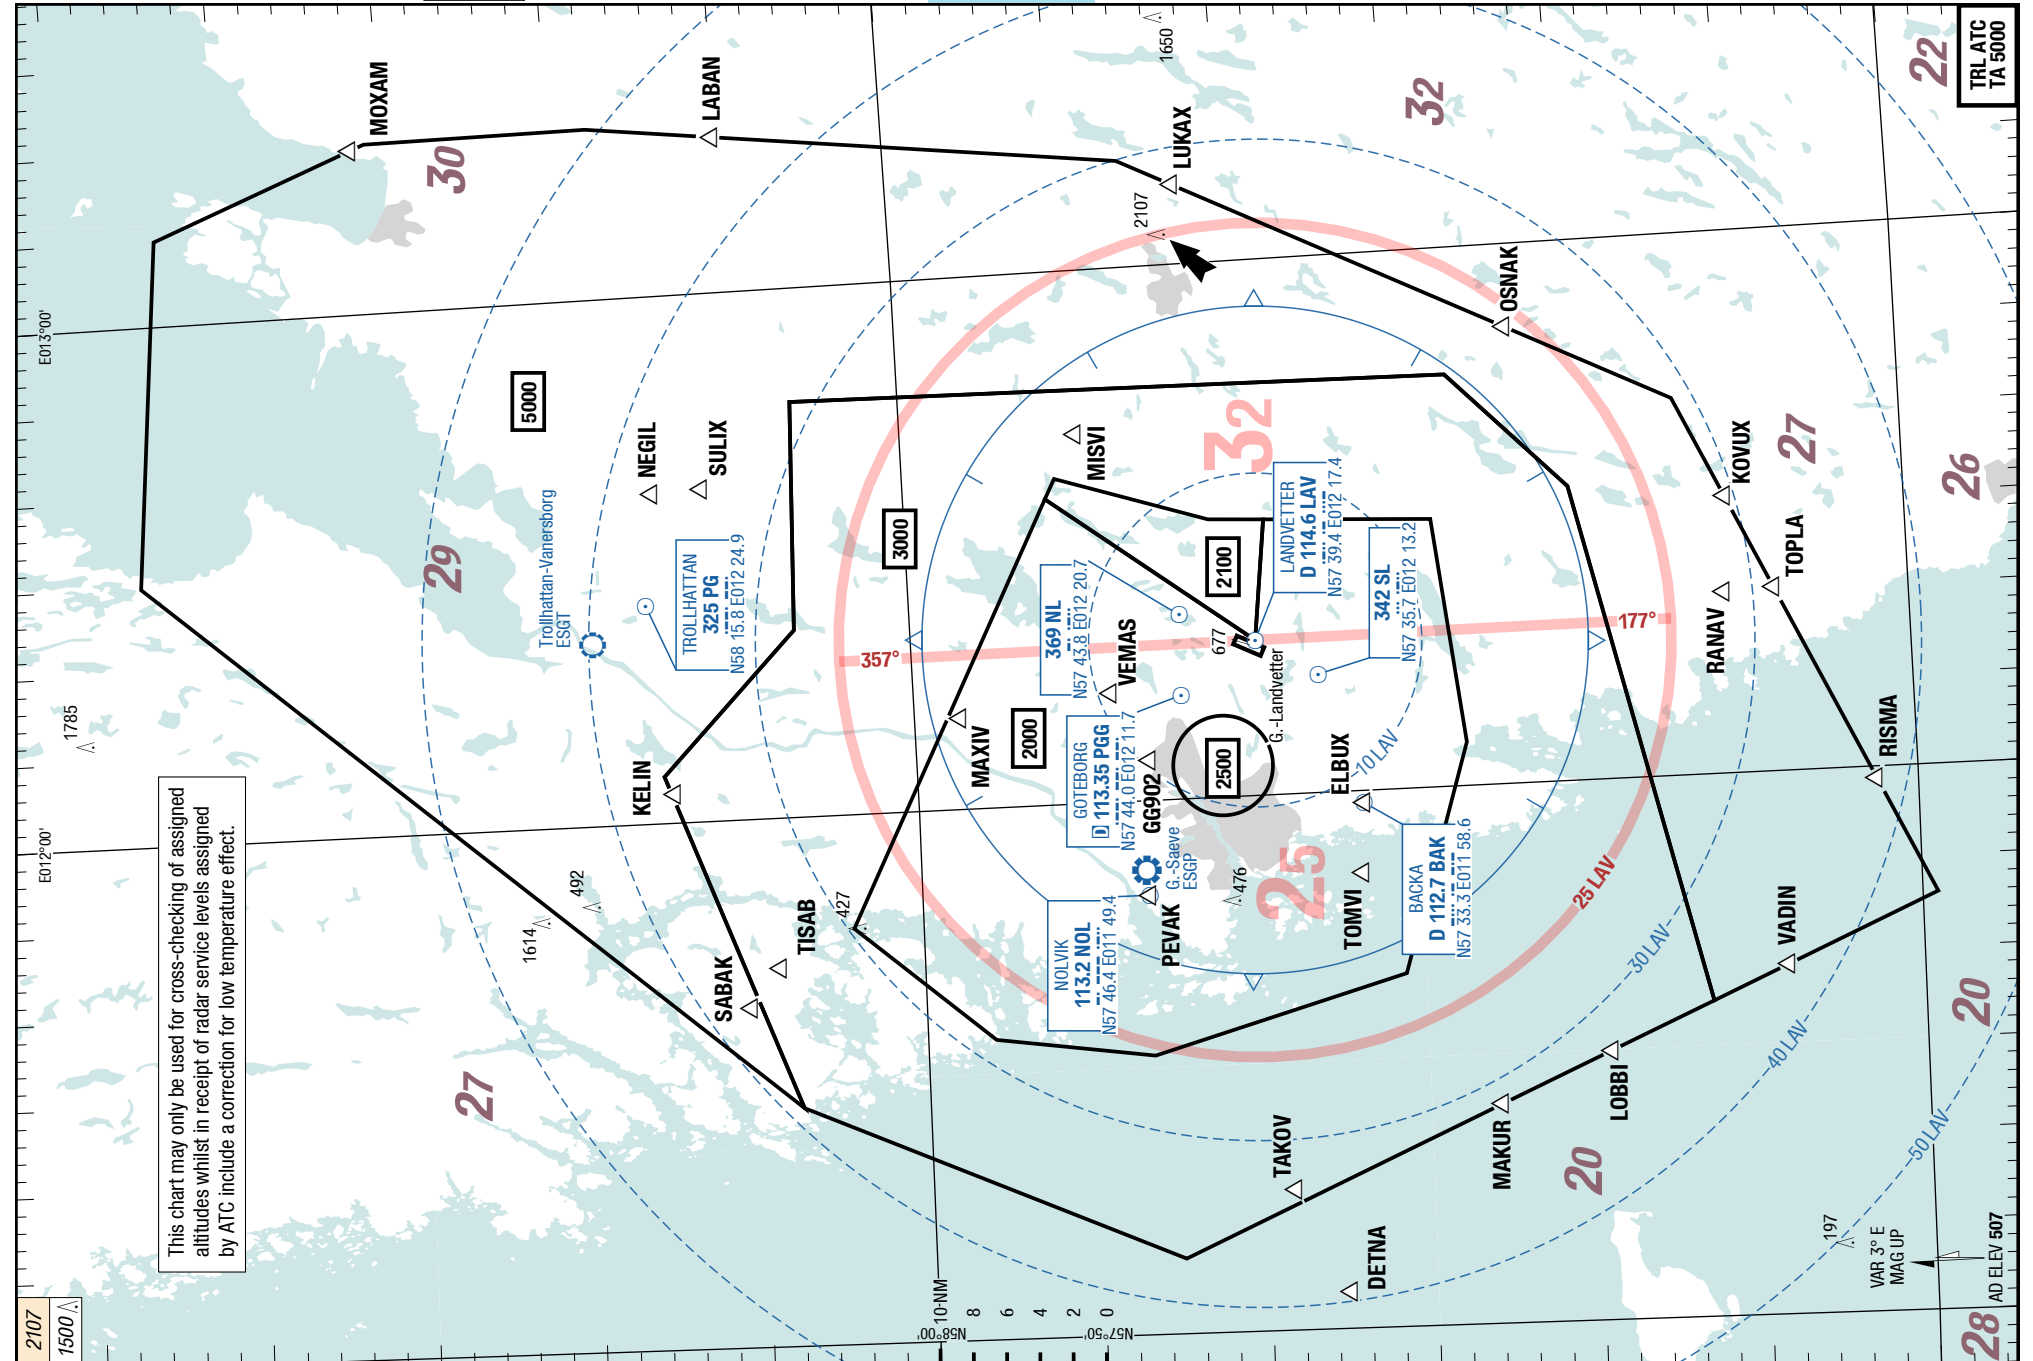 MOXAM
LABAN
1650
LUKAX
2107
TRL ATC
TA 5000
22
32
30
OSNAK
E013°00'
5000
NEGIL
SULIX
MISVI
32
KOVUX
27
26
TOPLA
RANAV
RISMA
29
Trollhattan-Vanersborg
ESGT
TROLLHATTAN
325 PG
N58 15.8 E012 24.9
3000
369 NL
N57 43.8 E012 20.7
2100
LANDVETTER
D 114.6 LAV
N57 39.4 E012 17.4
342 SL
N57 35.7 E012 13.2
357°
177°
677
G.-Landvetter
VEMAS
MAXIV
2000
GOTEBORG
D 113.35 PGG
N57 44.0 E012 11.7
GG902
2500
ELBUX
10 LAV
1785
KELIN
E012°00'
This chart may only be used for cross-checking of assigned
altitudes whilst in receipt of radar service levels assigned
by ATC include a correction for low temperature effect.
492
1614
427
TISAB
SABAK
G.-Saeve
ESGP
PEVAK
NOLVIK
113.2 NOL
N57 46.4 E011 49.4
476
25
TOMVI
BACKA
D 112.7 BAK
N57 33.3 E011 58.6
25 LAV
30 LAV
40 LAV
50 LAV
VADIN
20
27
LOBBI
MAKUR
20
TAKOV
DETNA
197
VAR 3° E
MAG UP
AD ELEV 507
28
N58°00'
N57°50'
10 NM
8
6
4
2
0
2107
1500